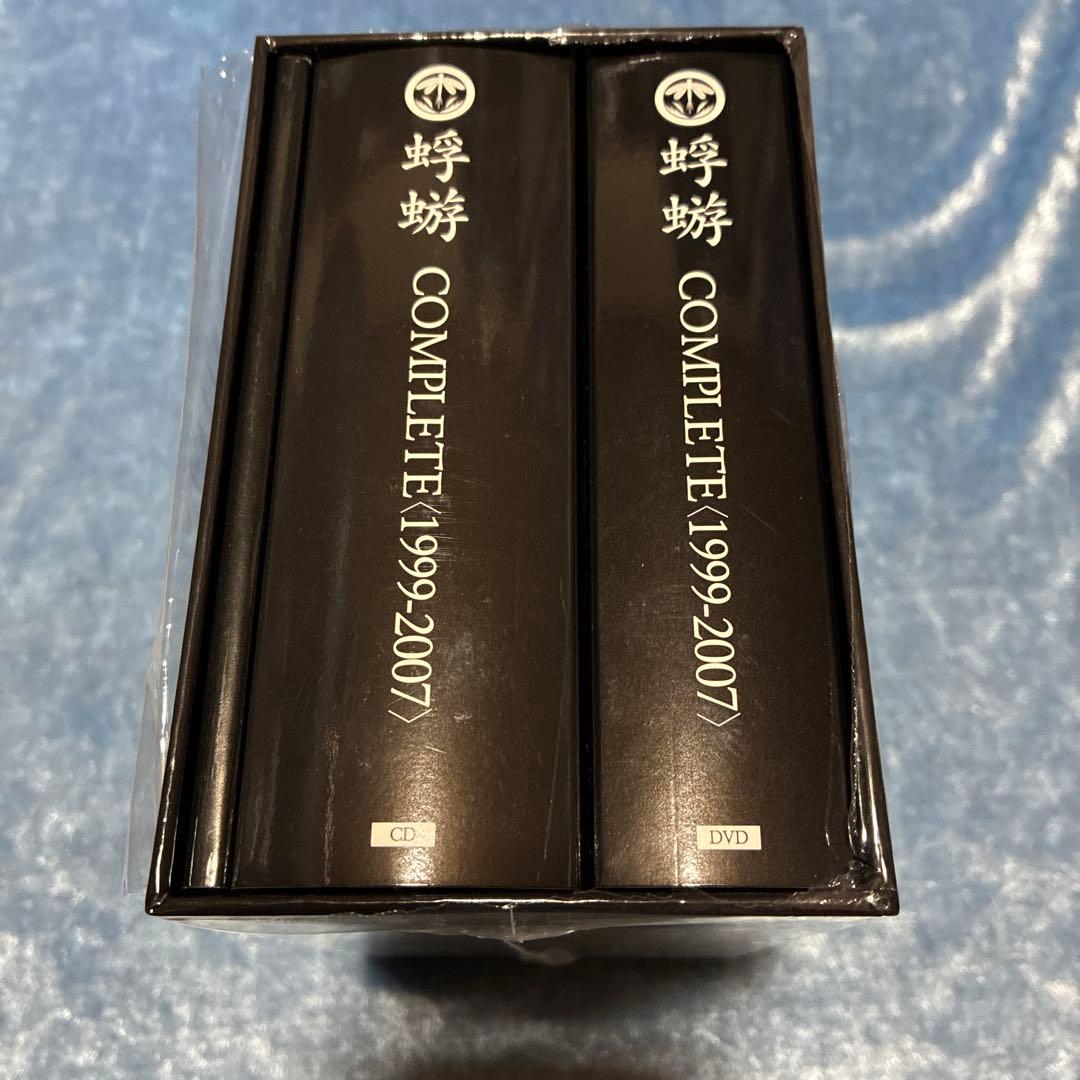 蜉蝣 COMPLETE〈1999-2007〉
CD
蜉蝣 COMPLETE〈1999-2007〉
DVD